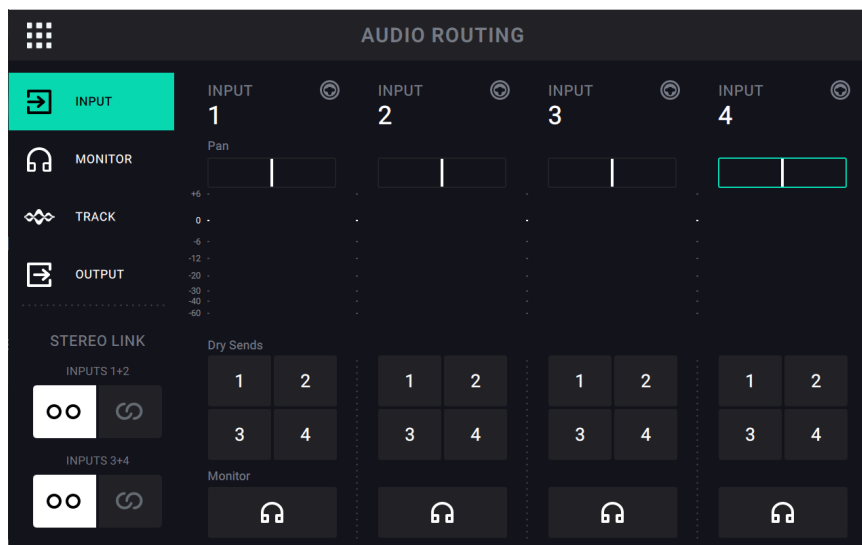 AUDIO ROUTING
INPUT
MONITOR
TRACK
OUTPUT
STEREO LINK
INPUTS 1+2
INPUTS 3+4
INPUT INPUT INPUT INPUT
1 2 3 4
Pan
+6
0
-6
-12
-20
-30
-40
-60
Dry Sends
1 2 1 2 1 2 1 2
3 4 3 4 3 4 3 4
Monitor